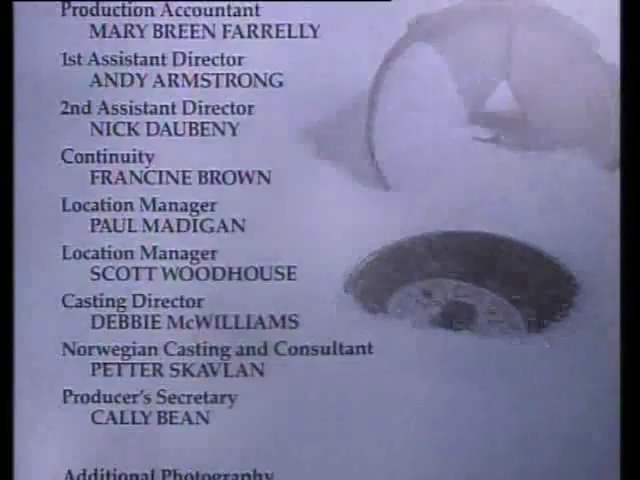 Production Accountant
MARY BREEN FARRELLY
1st Assistant Director
ANDY ARMSTRONG
2nd Assistant Director
NICK DAUBENY
Continuity
FRANCINE BROWN
Location Manager
PAUL MADIGAN
Location Manager
SCOTT WOODHOUSE
Casting Director
DEBBIE McWILLIAMS
Norwegian Casting and Consultant
PETTER SKAVLAN
Producer's Secretary
CALLY BEAN
Additional Photography